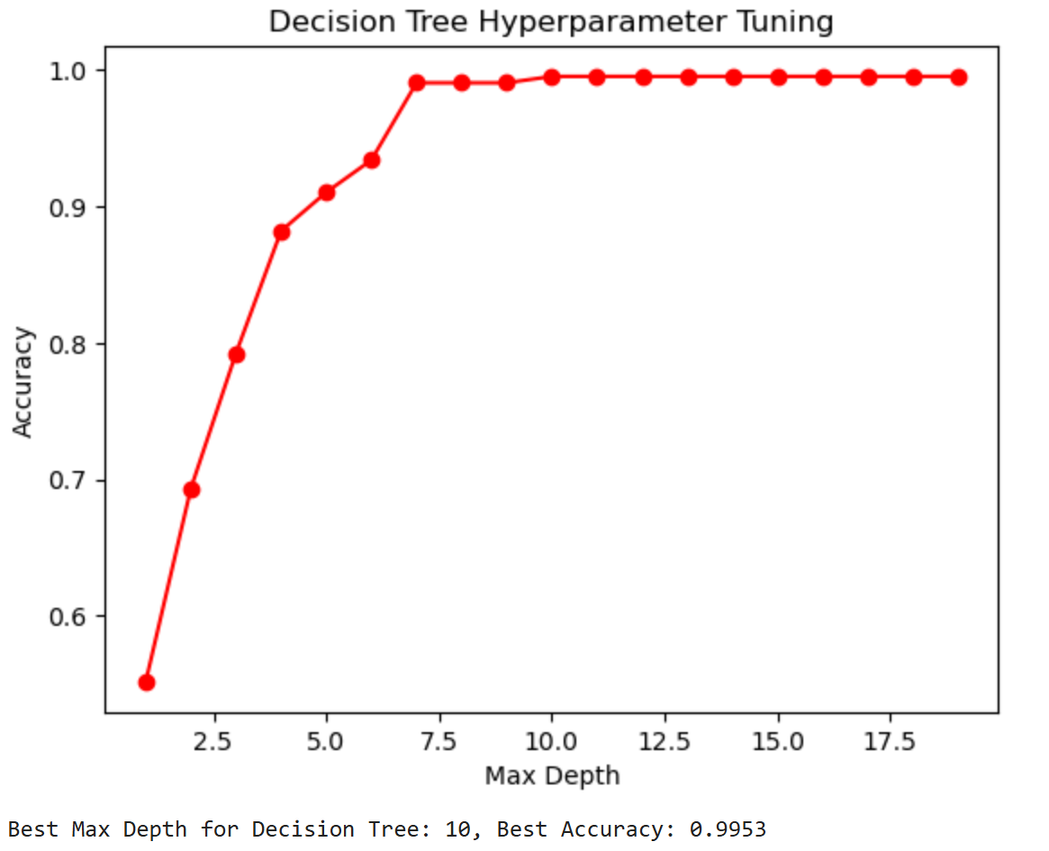 Decision Tree Hyperparameter Tuning
1.0
0.9
0.8
0.7
0.6
Accuracy
2.5 5.0 7.5 10.0 12.5 15.0 17.5
Max Depth
Best Max Depth for Decision Tree: 10, Best Accuracy: 0.9953